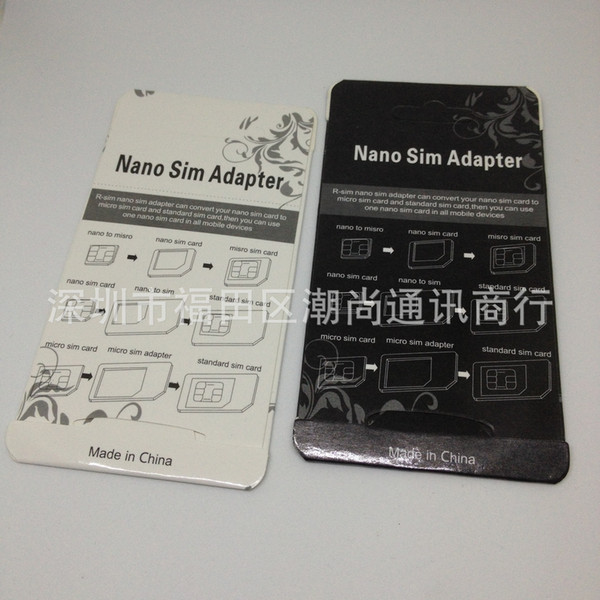 Nano Sim Adapter
R-sim nano sim adapter can convert your nano sim card to
micro sim card and standard sim card,then you can use
one nano sim card in all mobile devices
nano to misro
nano sim card
misro sim card
nano sim card
nano to sim
standard sim card
micro sim card
micro sim adapter
standard sim card
Made in China
Nano Sim Adapter
R-sim nano sim adapter can convert your nano sim card to
micro sim card and standard sim card,then you can use
one nano sim card in all mobile devices
nano to misro
nano sim card
misro sim card
nano sim card
nano to sim
standard sim card
micro sim card
micro sim adapter
standard sim card
Made in China
深圳市福田区潮尚通讯商行